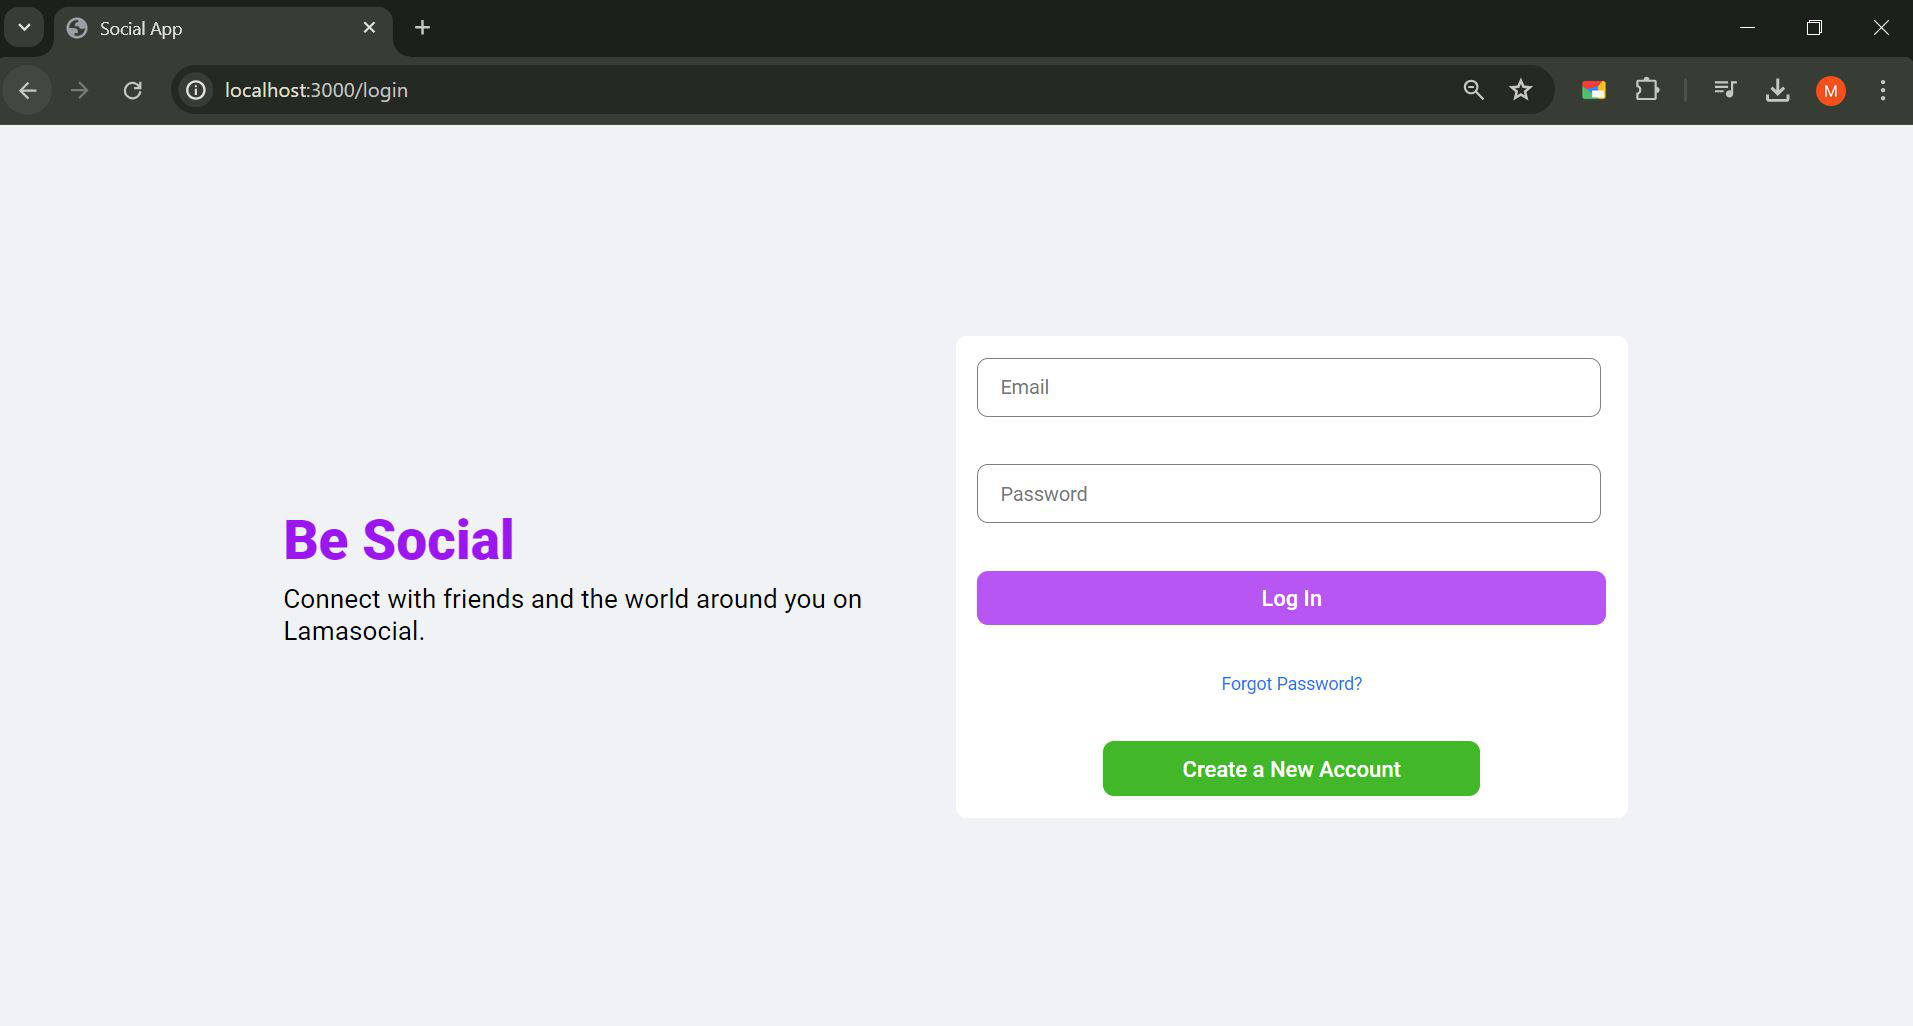 Social App
localhost:3000/login
M
Email
Password
Be Social
Connect with friends and the world around you on
Lamasocial.
Log In
Forgot Password?
Create a New Account